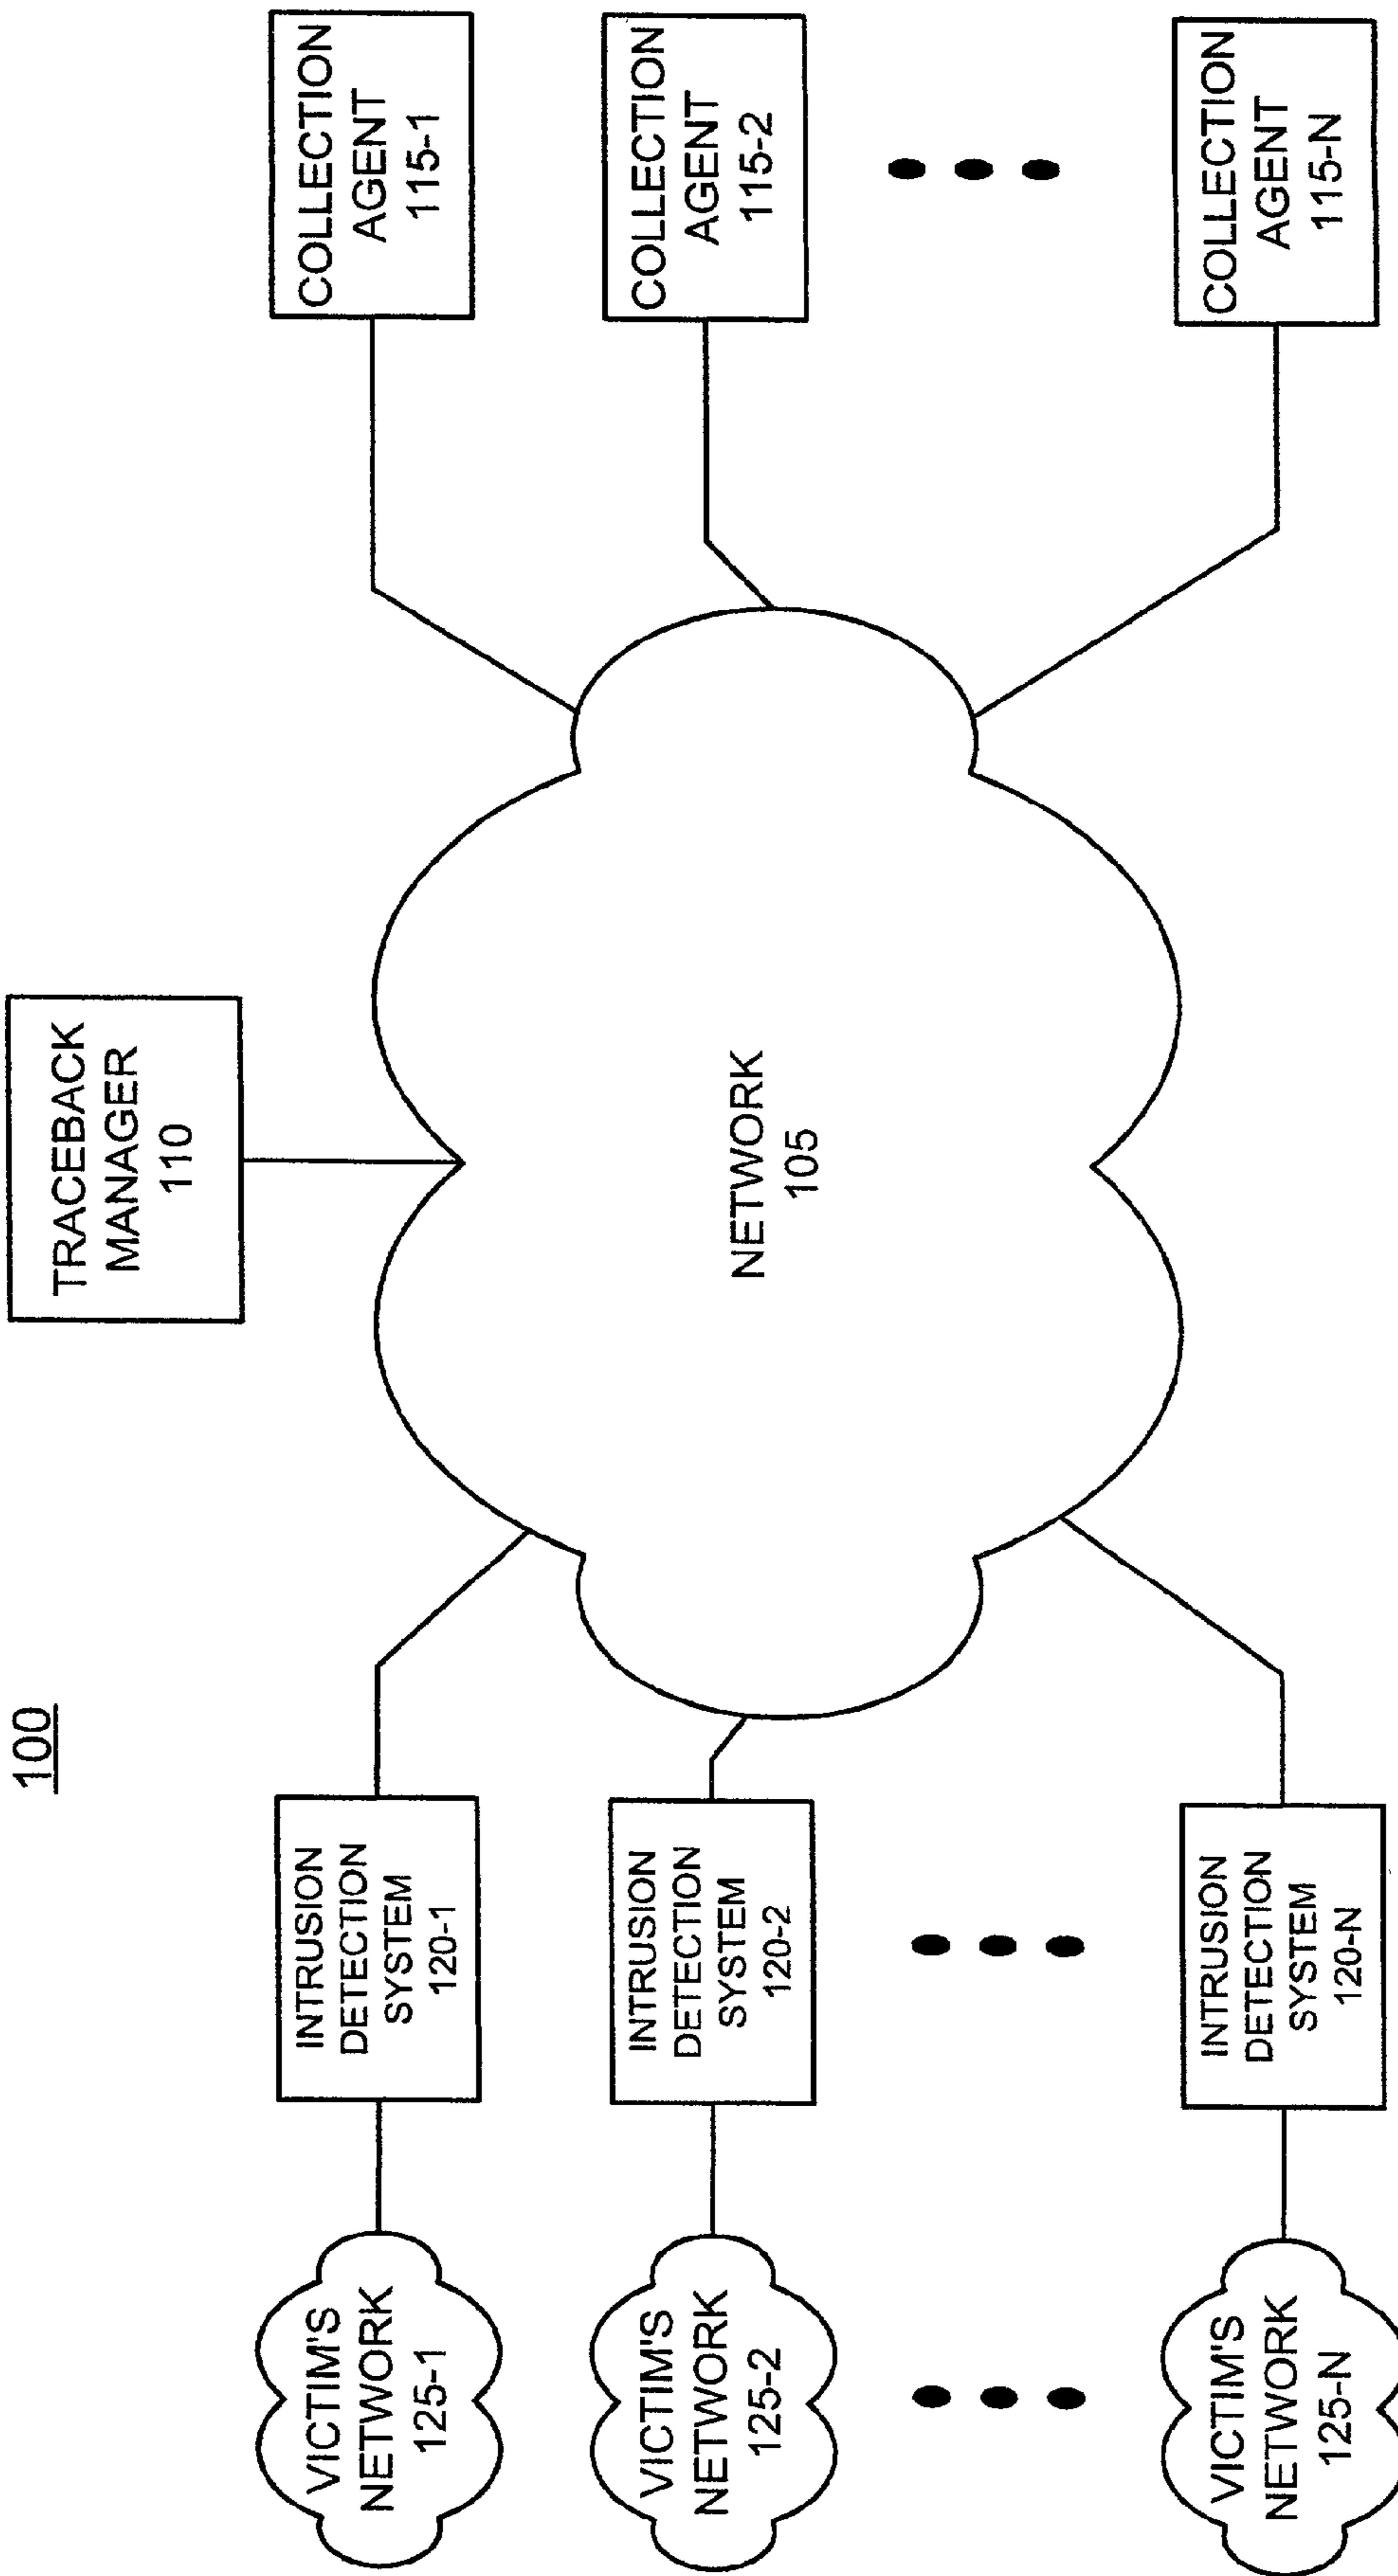 100
TRACEBACK
MANAGER
110
VICTIM'S
NETWORK
125-1
INTRUSION
DETECTION
SYSTEM
120-1
COLLECTION
AGENT
115-1
VICTIM'S
NETWORK
125-2
INTRUSION
DETECTION
SYSTEM
120-2
NETWORK
105
COLLECTION
AGENT
115-2
VICTIM'S
NETWORK
125-N
INTRUSION
DETECTION
SYSTEM
120-N
COLLECTION
AGENT
115-N